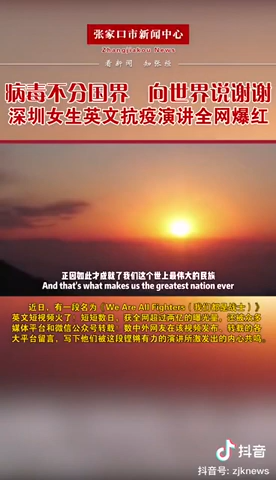 张家口市新闻中心
Zhangjiakou News
看新闻 知张垣
病毒不分国界 向世界说谢谢
深圳女生英文抗疫演讲全网爆红
正因如此才成就了我们这个世上最伟大的民族
And that's what makes us the greatest nation ever
近日，有一段名为《We Are All Fighters（我们都是战士）》
英文短视频火了，短短数日，获全网超过两亿的曝光量，还被众多
媒体平台和微信公众号转载，数中外网友在该视频发布、转载的各
大平台留言，写下他们被这段铿锵有力的演讲所激发出的内心共鸣。
抖音
抖音号: zjknews